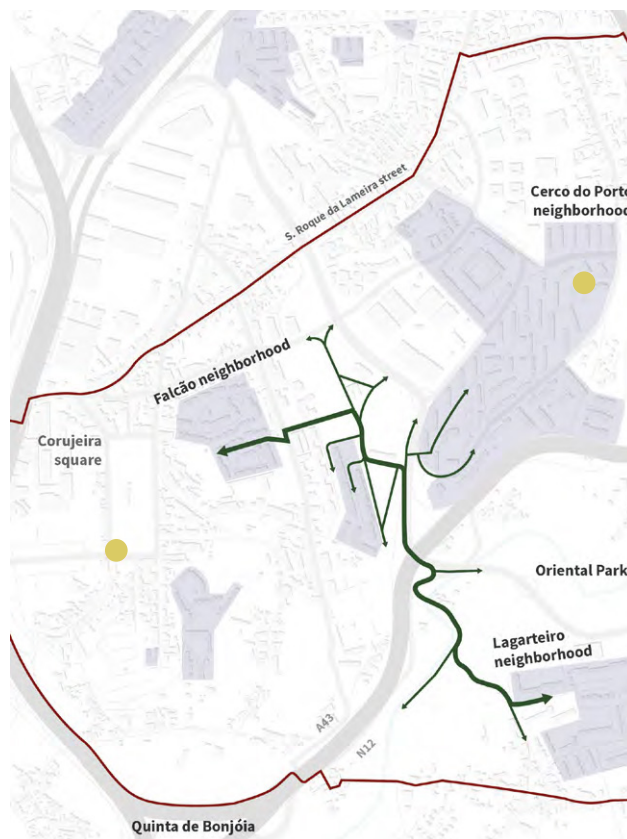 S. Roque da Lameira street
Cerco do Porto
neighborhood
Falcão neighborhood
Corujeira
square
Oriental Park
Lagarteiro
neighborhood
A43
N12
Quinta de Bonjóia